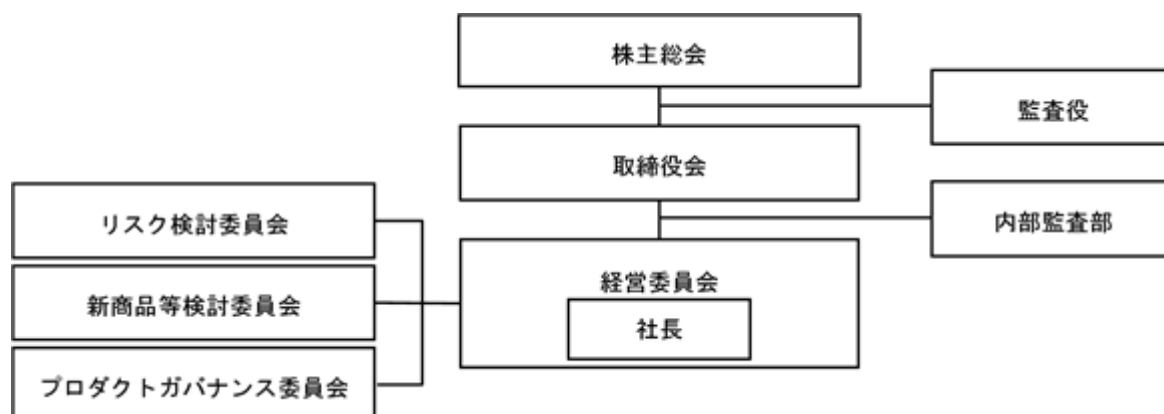 株主総会
監査役
取締役会
内部監査部
リスク検討委員会
新商品等検討委員会
プロダクトガバナンス委員会
経営委員会
社長